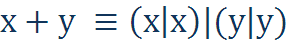 x + y ≡ (x|x)|(y|y)